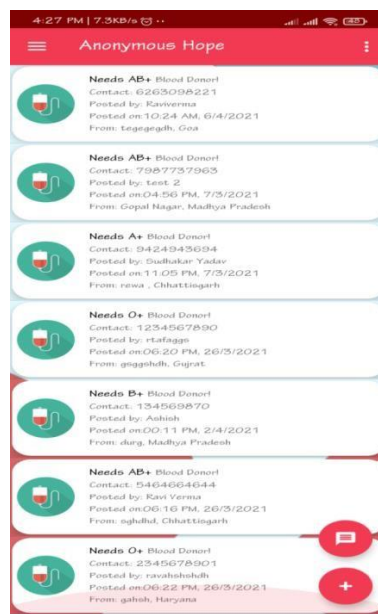 4:27 PM | 7.3KB/s
Anonymous Hope
Needs AB+ Blood Donor!
Contact: 6263098221
Posted by: Raviverma
Posted on:10:24 AM, 6/4/2021
From: tegegegdh, Goa
Needs AB+ Blood Donor!
Contact: 7987737963
Posted by: test 2
Posted on:04:56 PM, 7/3/2021
From: Gopal Nagar, Madhya Pradesh
Needs A+ Blood Donor!
Contact: 9424943694
Posted by: Sudhakar Yadav
Posted on:11:05 PM, 7/3/2021
From: rewa , Chhattisgarh
Needs O+ Blood Donor!
Contact: 1234567890
Posted by: rtafaggs
Posted on:06:20 PM, 26/3/2021
From: gsggshdh, Gujrat
Needs B+ Blood Donor!
Contact: 134569870
Posted by: Ashish
Posted on:00:11 PM, 2/4/2021
From: durg, Madhya Pradesh
Needs AB+ Blood Donor!
Contact: 5464664644
Posted by: Ravi Verma
Posted on:06:16 PM, 26/3/2021
From: sghdhd, Chhattisgarh
Needs O+ Blood Donor!
Contact: 2345678901
Posted by: ravahshshdh
Posted on:06:22 PM, 26/3/2021
From: gahsh, Haryana